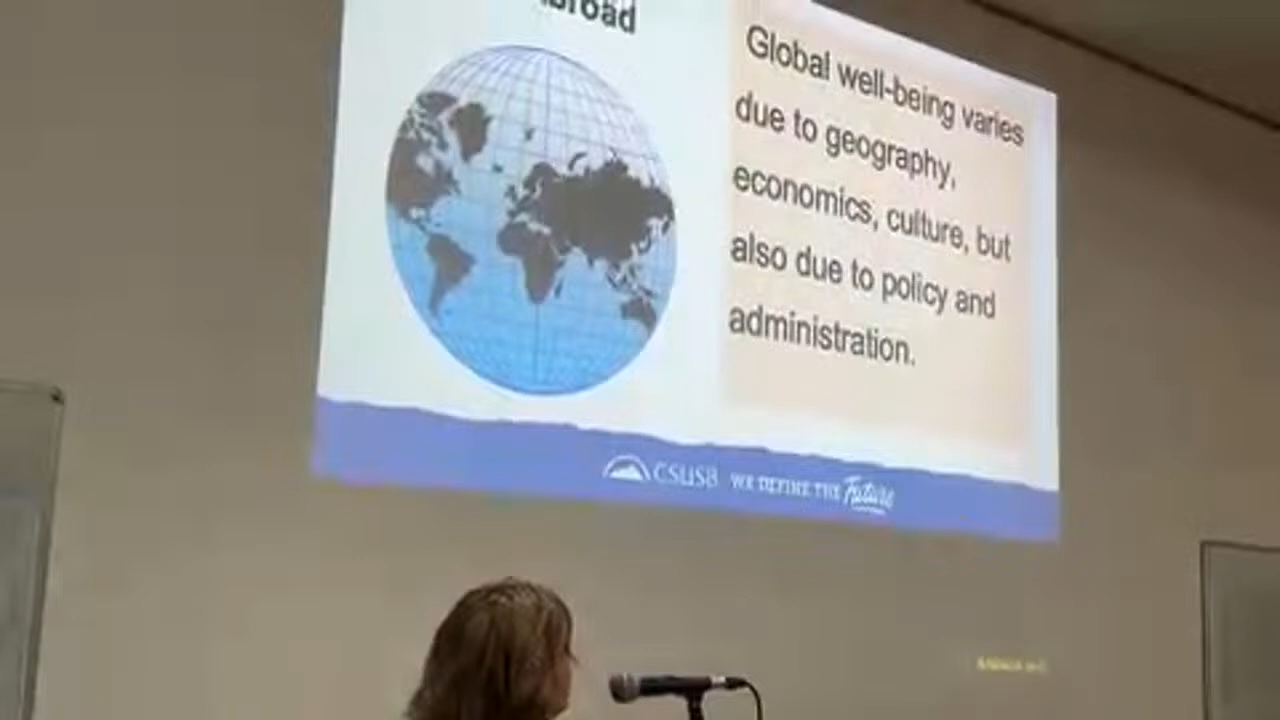 Abroad
Global well-being varies
due to geography,
economics, culture, but
also due to policy and
administration.
CSUSB WE DEFINE THE Future